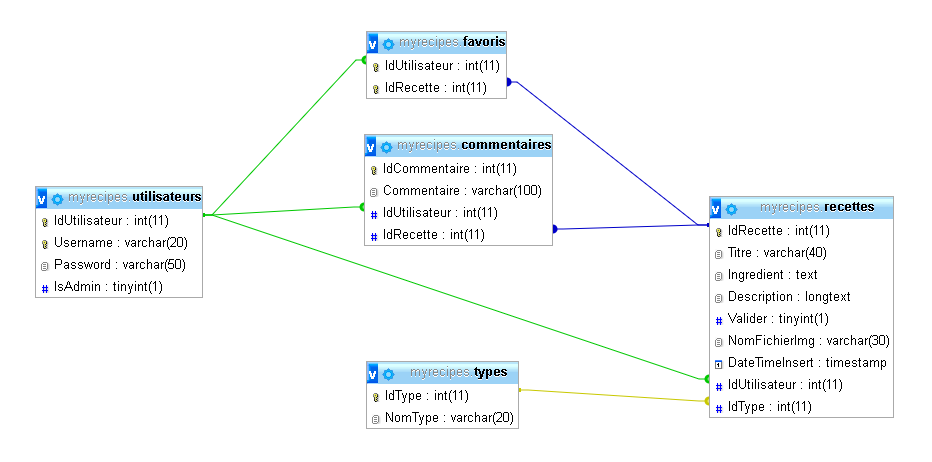 myrecipes.favoris
IdUtilisateur : int(11)
IdRecette : int(11)
myrecipes.commentaires
IdCommentaire : int(11)
Commentaire : varchar(100)
IdUtilisateur : int(11)
IdRecette : int(11)
myrecipes.utilisateurs
IdUtilisateur : int(11)
Username : varchar(20)
Password : varchar(50)
IsAdmin : tinyint(1)
myrecipes.recettes
IdRecette : int(11)
Titre : varchar(40)
Ingredient : text
Description : longtext
Valider : tinyint(1)
NomFichierImg : varchar(30)
DateTimeInsert : timestamp
IdUtilisateur : int(11)
IdType : int(11)
myrecipes.types
IdType : int(11)
NomType : varchar(20)